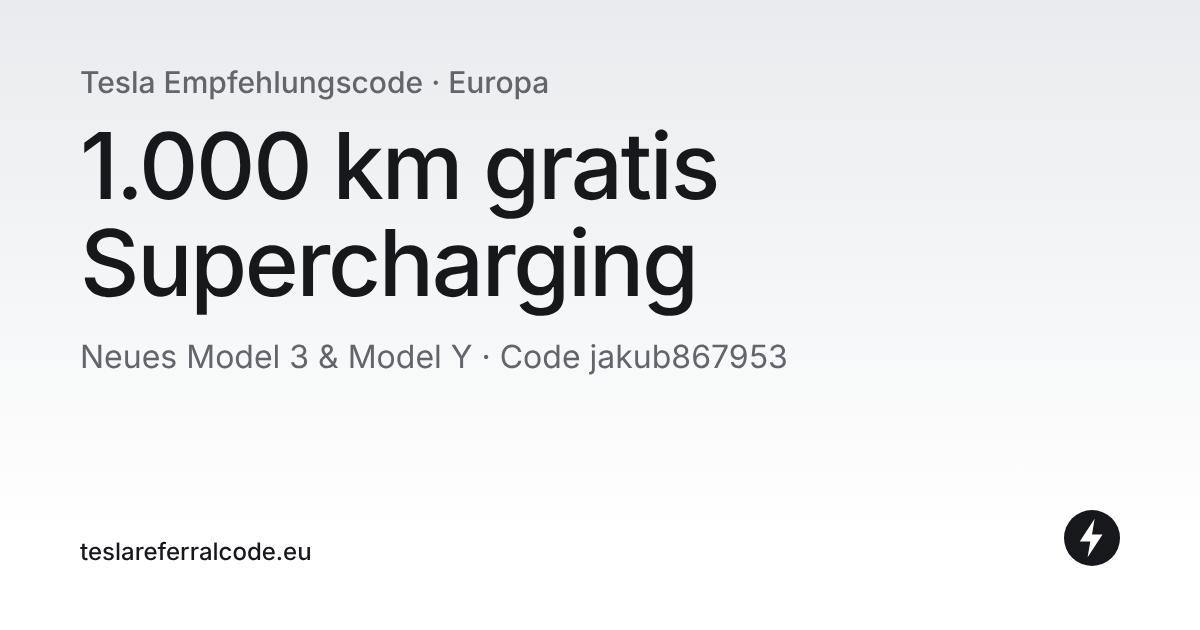 Tesla Empfehlungscode · Europa
1.000 km gratis
Supercharging
Neues Model 3 & Model Y · Code jakub867953
teslareferralcode.eu